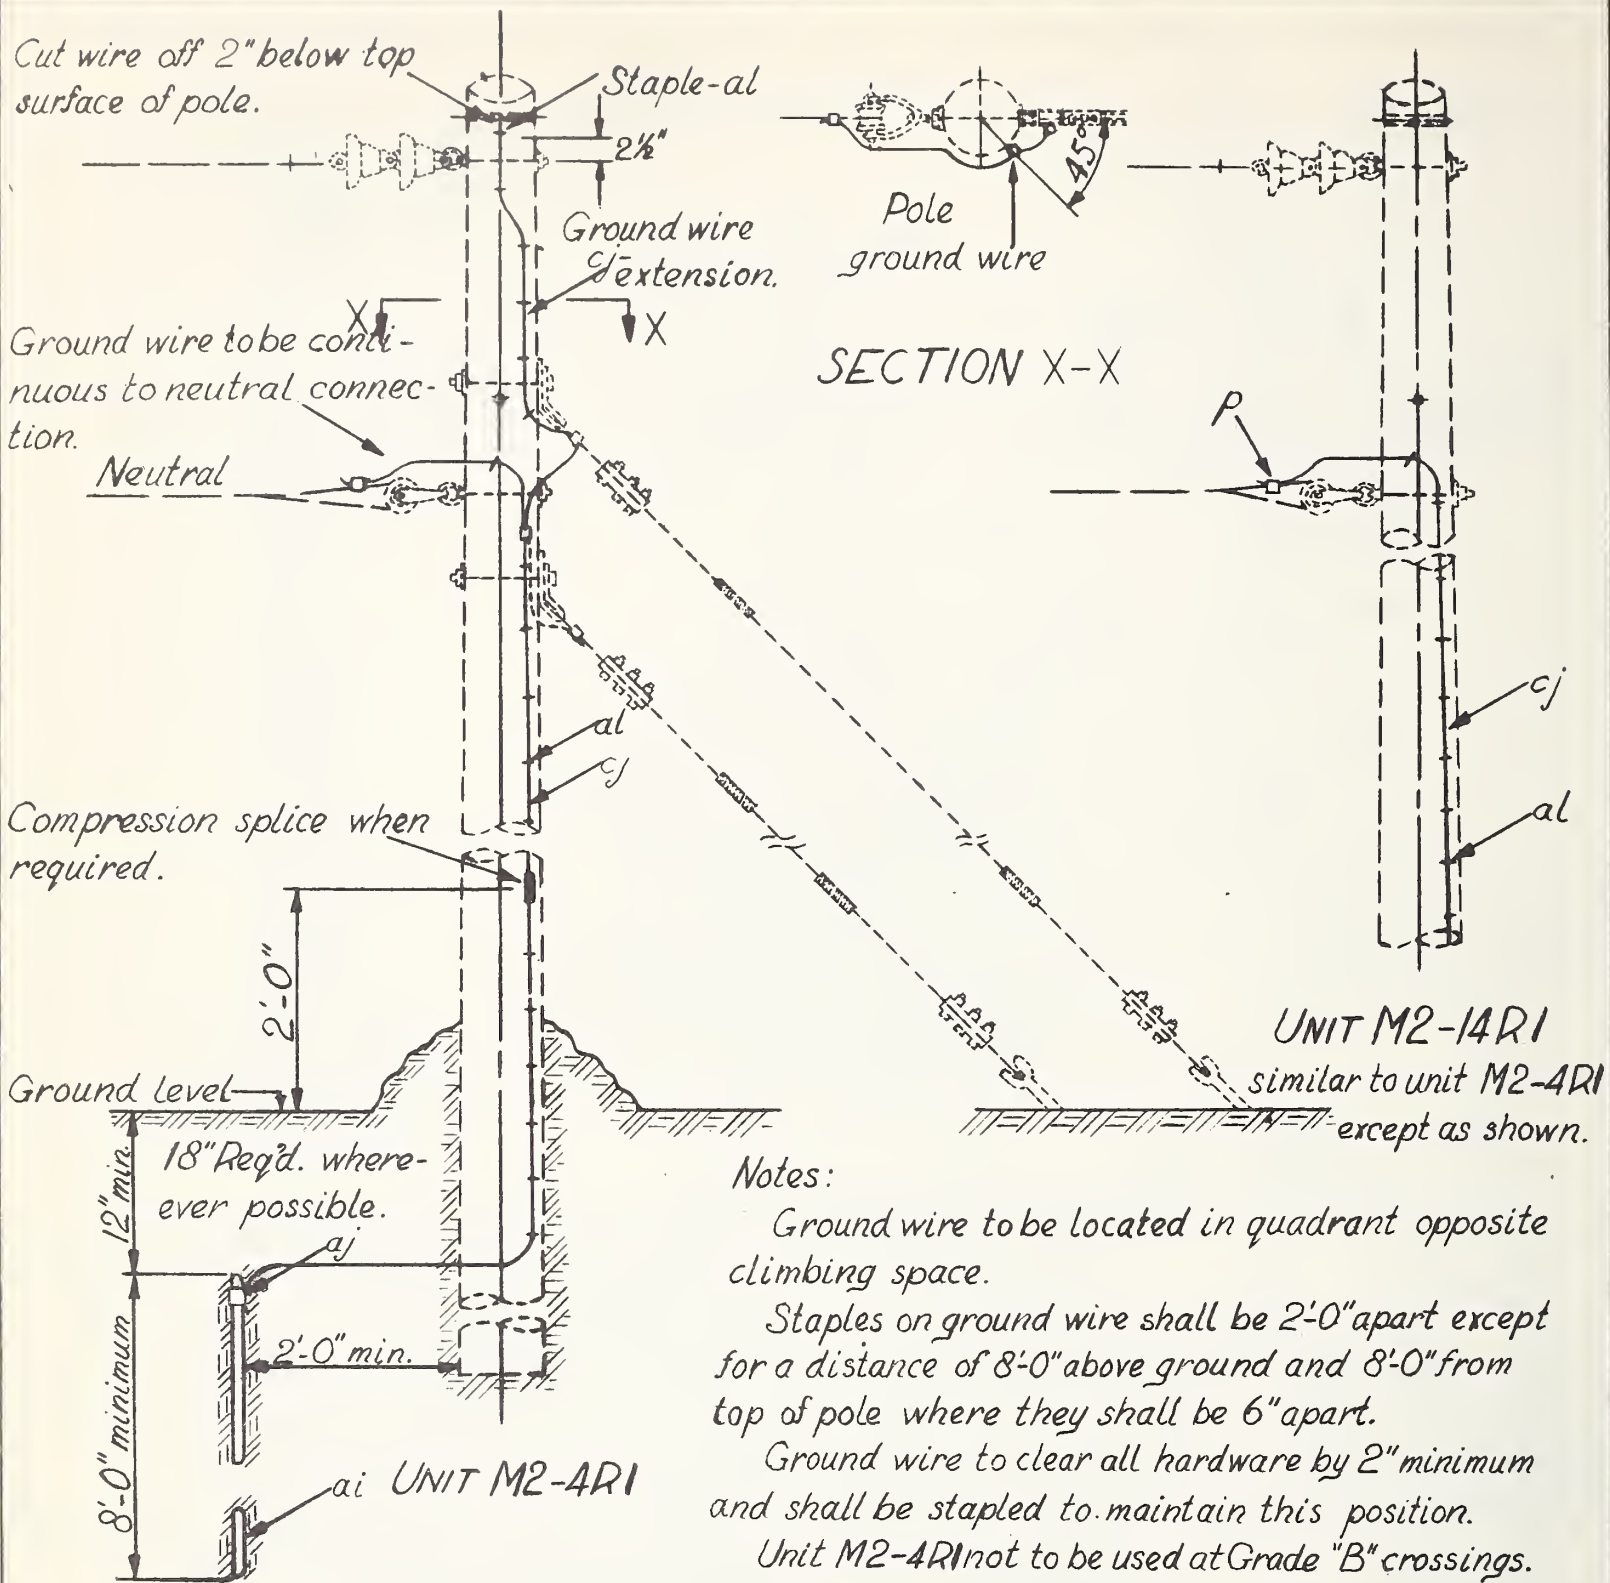 Cut wire off 2" below top
surface of pole.
Staple-al
2½"
Ground wire
cj-extension.
X
X
Ground wire to be conti-
nuous to neutral connec-
tion.
Neutral
45°
Pole
ground wire
SECTION X-X
p
al
cj
cj
al
Compression splice when
required.
2'-0"
Ground level
12" min.
18" Req'd. where-
ever possible.
aj
2'-0" min.
8'-0" minimum
ai
UNIT M2-4R1
UNIT M2-14R1
similar to unit M2-4R1
except as shown.
Notes:
Ground wire to be located in quadrant opposite
climbing space.
Staples on ground wire shall be 2'-0" apart except
for a distance of 8'-0" above ground and 8'-0" from
top of pole where they shall be 6" apart.
Ground wire to clear all hardware by 2" minimum
and shall be stapled to maintain this position.
Unit M2-4R1 not to be used at Grade "B" crossings.